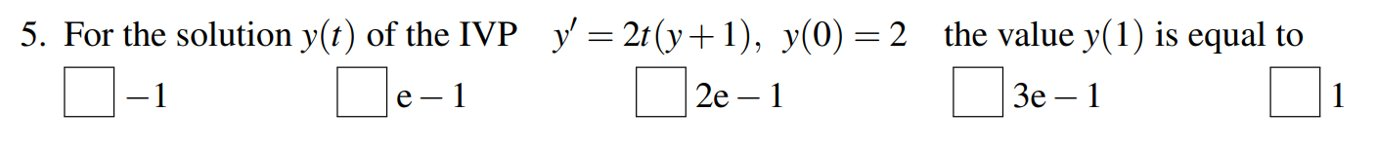 5. For the solution y(t) of the IVP y′ = 2t(y+1), y(0) = 2 the value y(1) is equal to
−1 e − 1 2e − 1 3e − 1 1